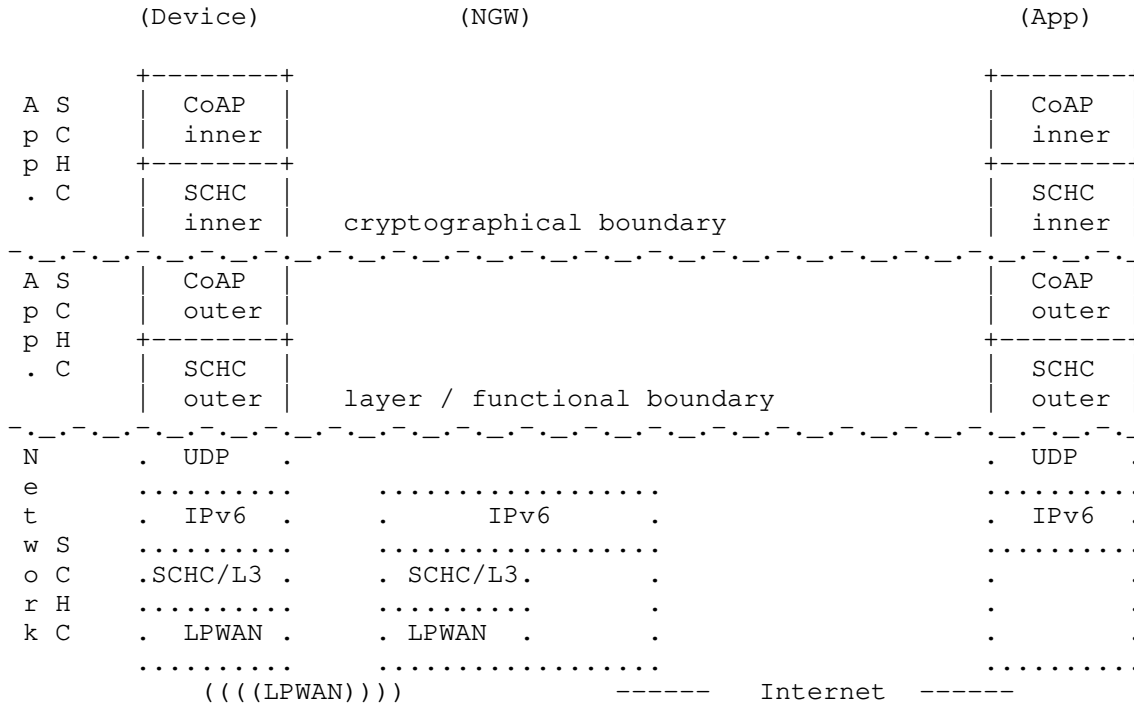 (Device) (NGW) (App)
A S CoAP CoAP
p C inner inner
p H
. C SCHC SCHC
inner cryptographical boundary inner
A S CoAP CoAP
p C outer outer
p H
. C SCHC SCHC
outer layer / functional boundary outer
N . UDP . . UDP .
e
t . IPv6 . . IPv6 . . IPv6 .
w S
o C .SCHC/L3 . . SCHC/L3. . . .
r H
k C . LPWAN . . LPWAN . . . .
((((LPWAN)))) ------ Internet ------